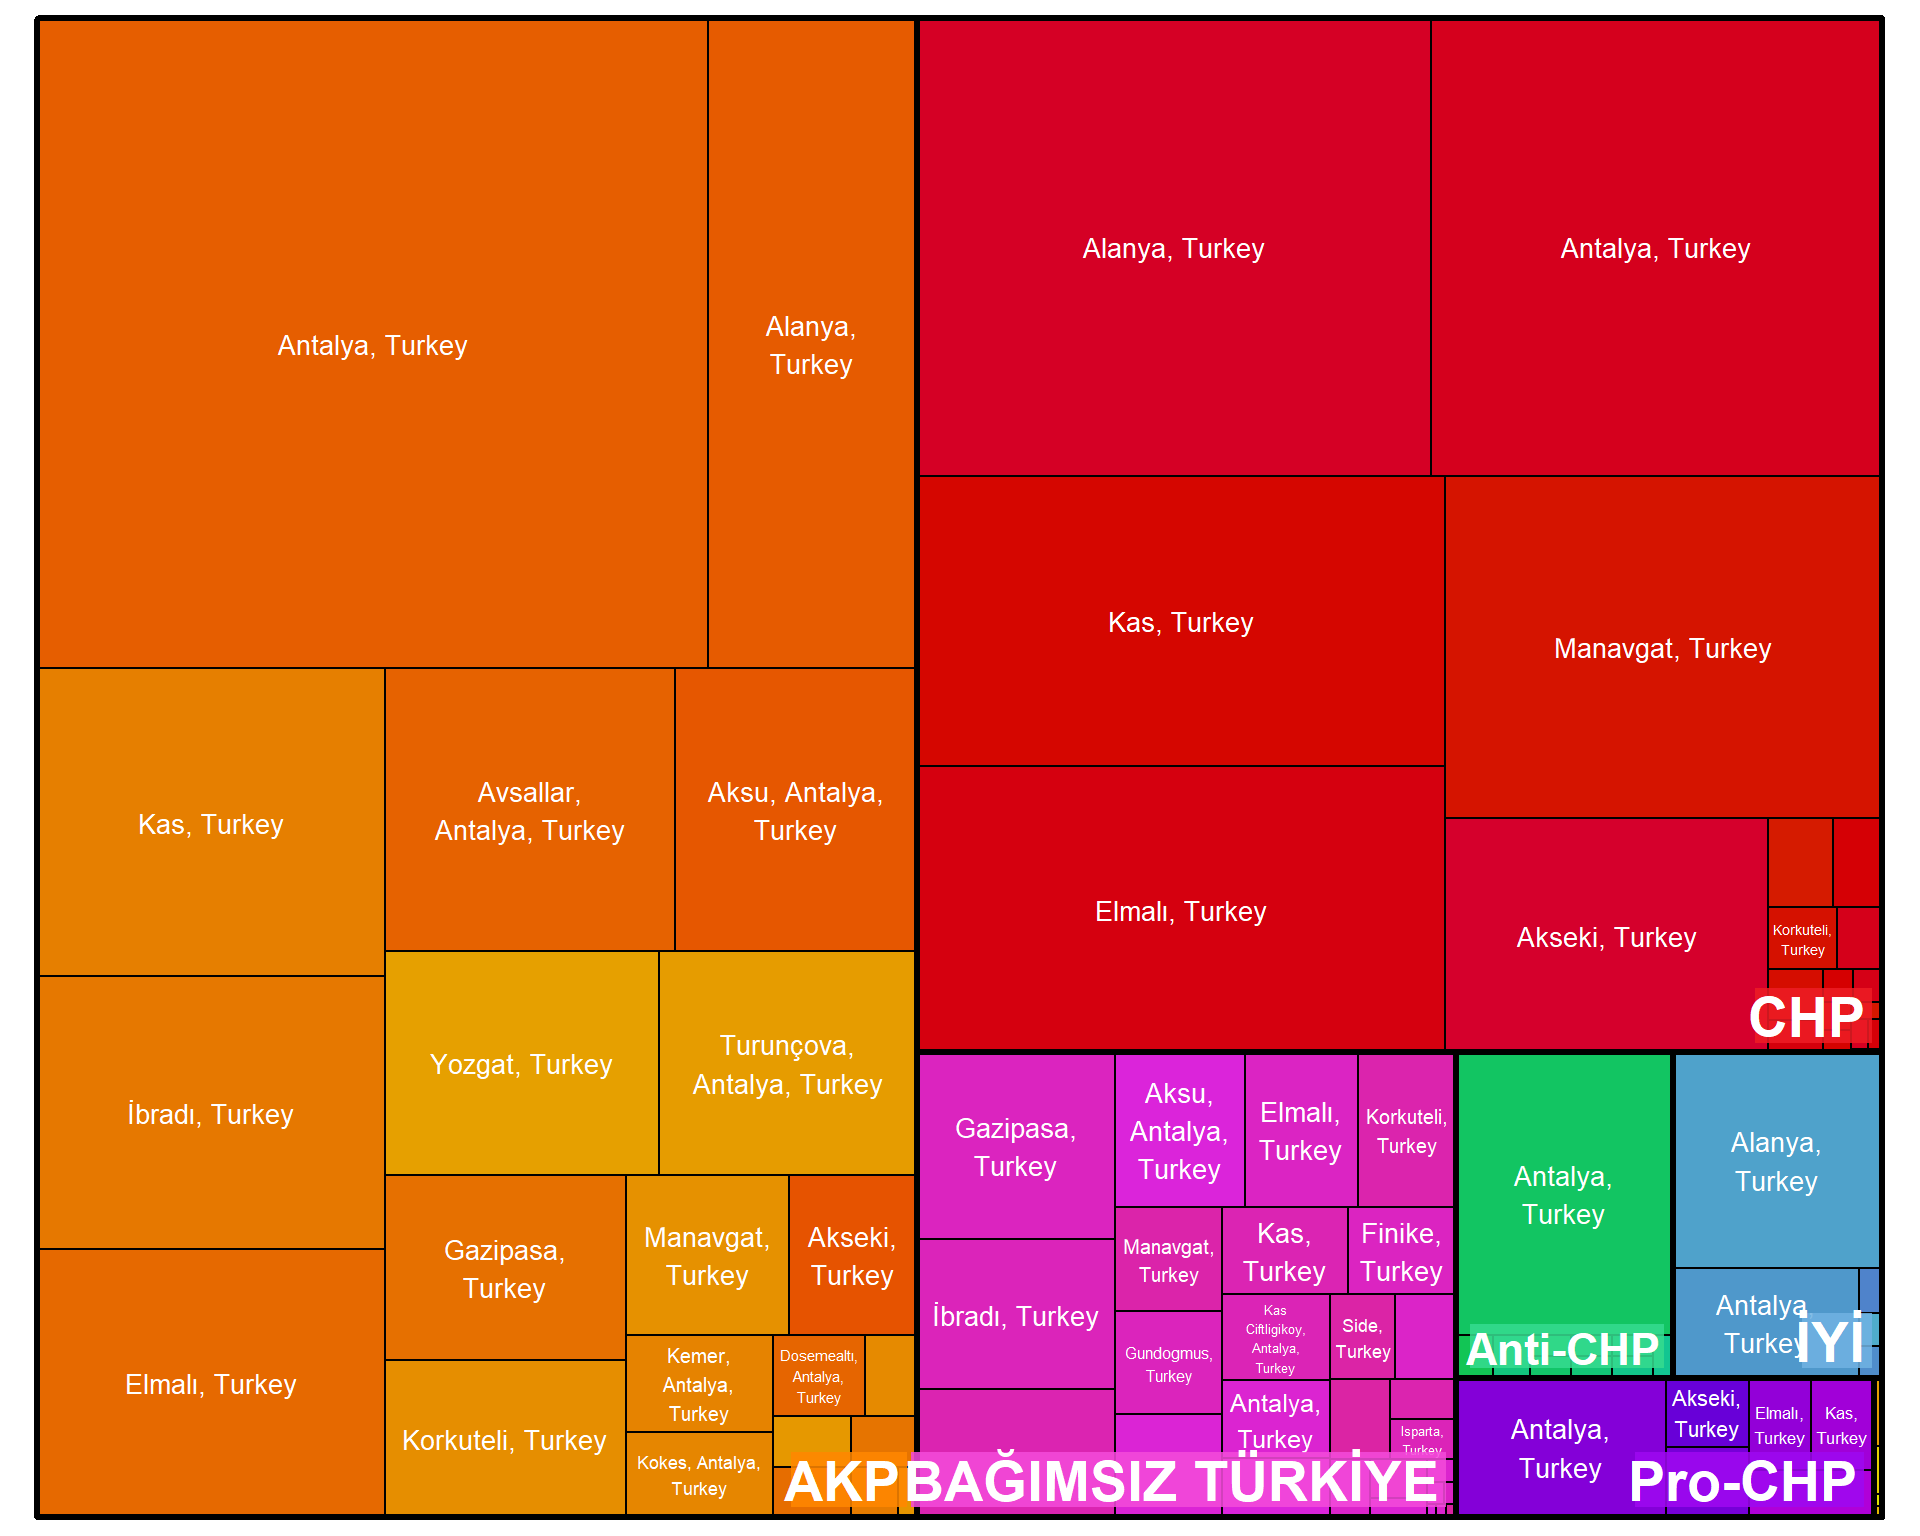 Antalya, Turkey
Alanya,
Turkey
Kas, Turkey
Avsallar,
Antalya, Turkey
Aksu, Antalya,
Turkey
İbradı, Turkey
Yozgat, Turkey
Turunçova,
Antalya, Turkey
Elmalı, Turkey
Gazipasa,
Turkey
Manavgat,
Turkey
Akseki,
Turkey
Korkuteli, Turkey
Kemer,
Antalya,
Turkey
Dosemealtı,
Antalya,
Turkey
Kokes, Antalya,
Turkey
AKP
Alanya, Turkey
Antalya, Turkey
Kas, Turkey
Manavgat, Turkey
Elmalı, Turkey
Akseki, Turkey
Korkuteli,
Turkey
CHP
Gazipasa,
Turkey
Aksu,
Antalya,
Turkey
Elmalı,
Turkey
Korkuteli,
Turkey
İbradı, Turkey
Manavgat,
Turkey
Kas,
Turkey
Finike,
Turkey
Gundogmus,
Turkey
Kas
Ciftligikoy,
Antalya,
Turkey
Side,
Turkey
Antalya,
Turkey
Isparta,
Turkey
BAĞIMSIZ TÜRKİYE
Antalya,
Turkey
Anti-CHP
Alanya,
Turkey
Antalya,
Turkey
İYİ
Antalya,
Turkey
Akseki,
Turkey
Elmalı,
Turkey
Kas,
Turkey
Pro-CHP